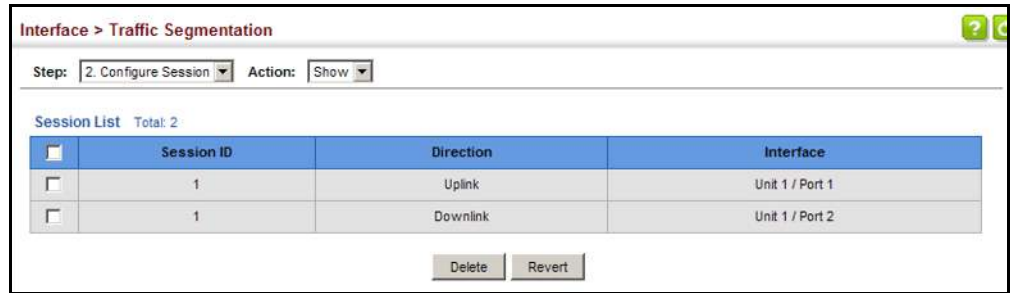 Interface > Traffic Segmentation
?
Step: 2. Configure Session Action: Show
Session List Total: 2
Session ID Direction Interface
1 Uplink Unit 1 / Port 1
1 Downlink Unit 1 / Port 2
Delete Revert